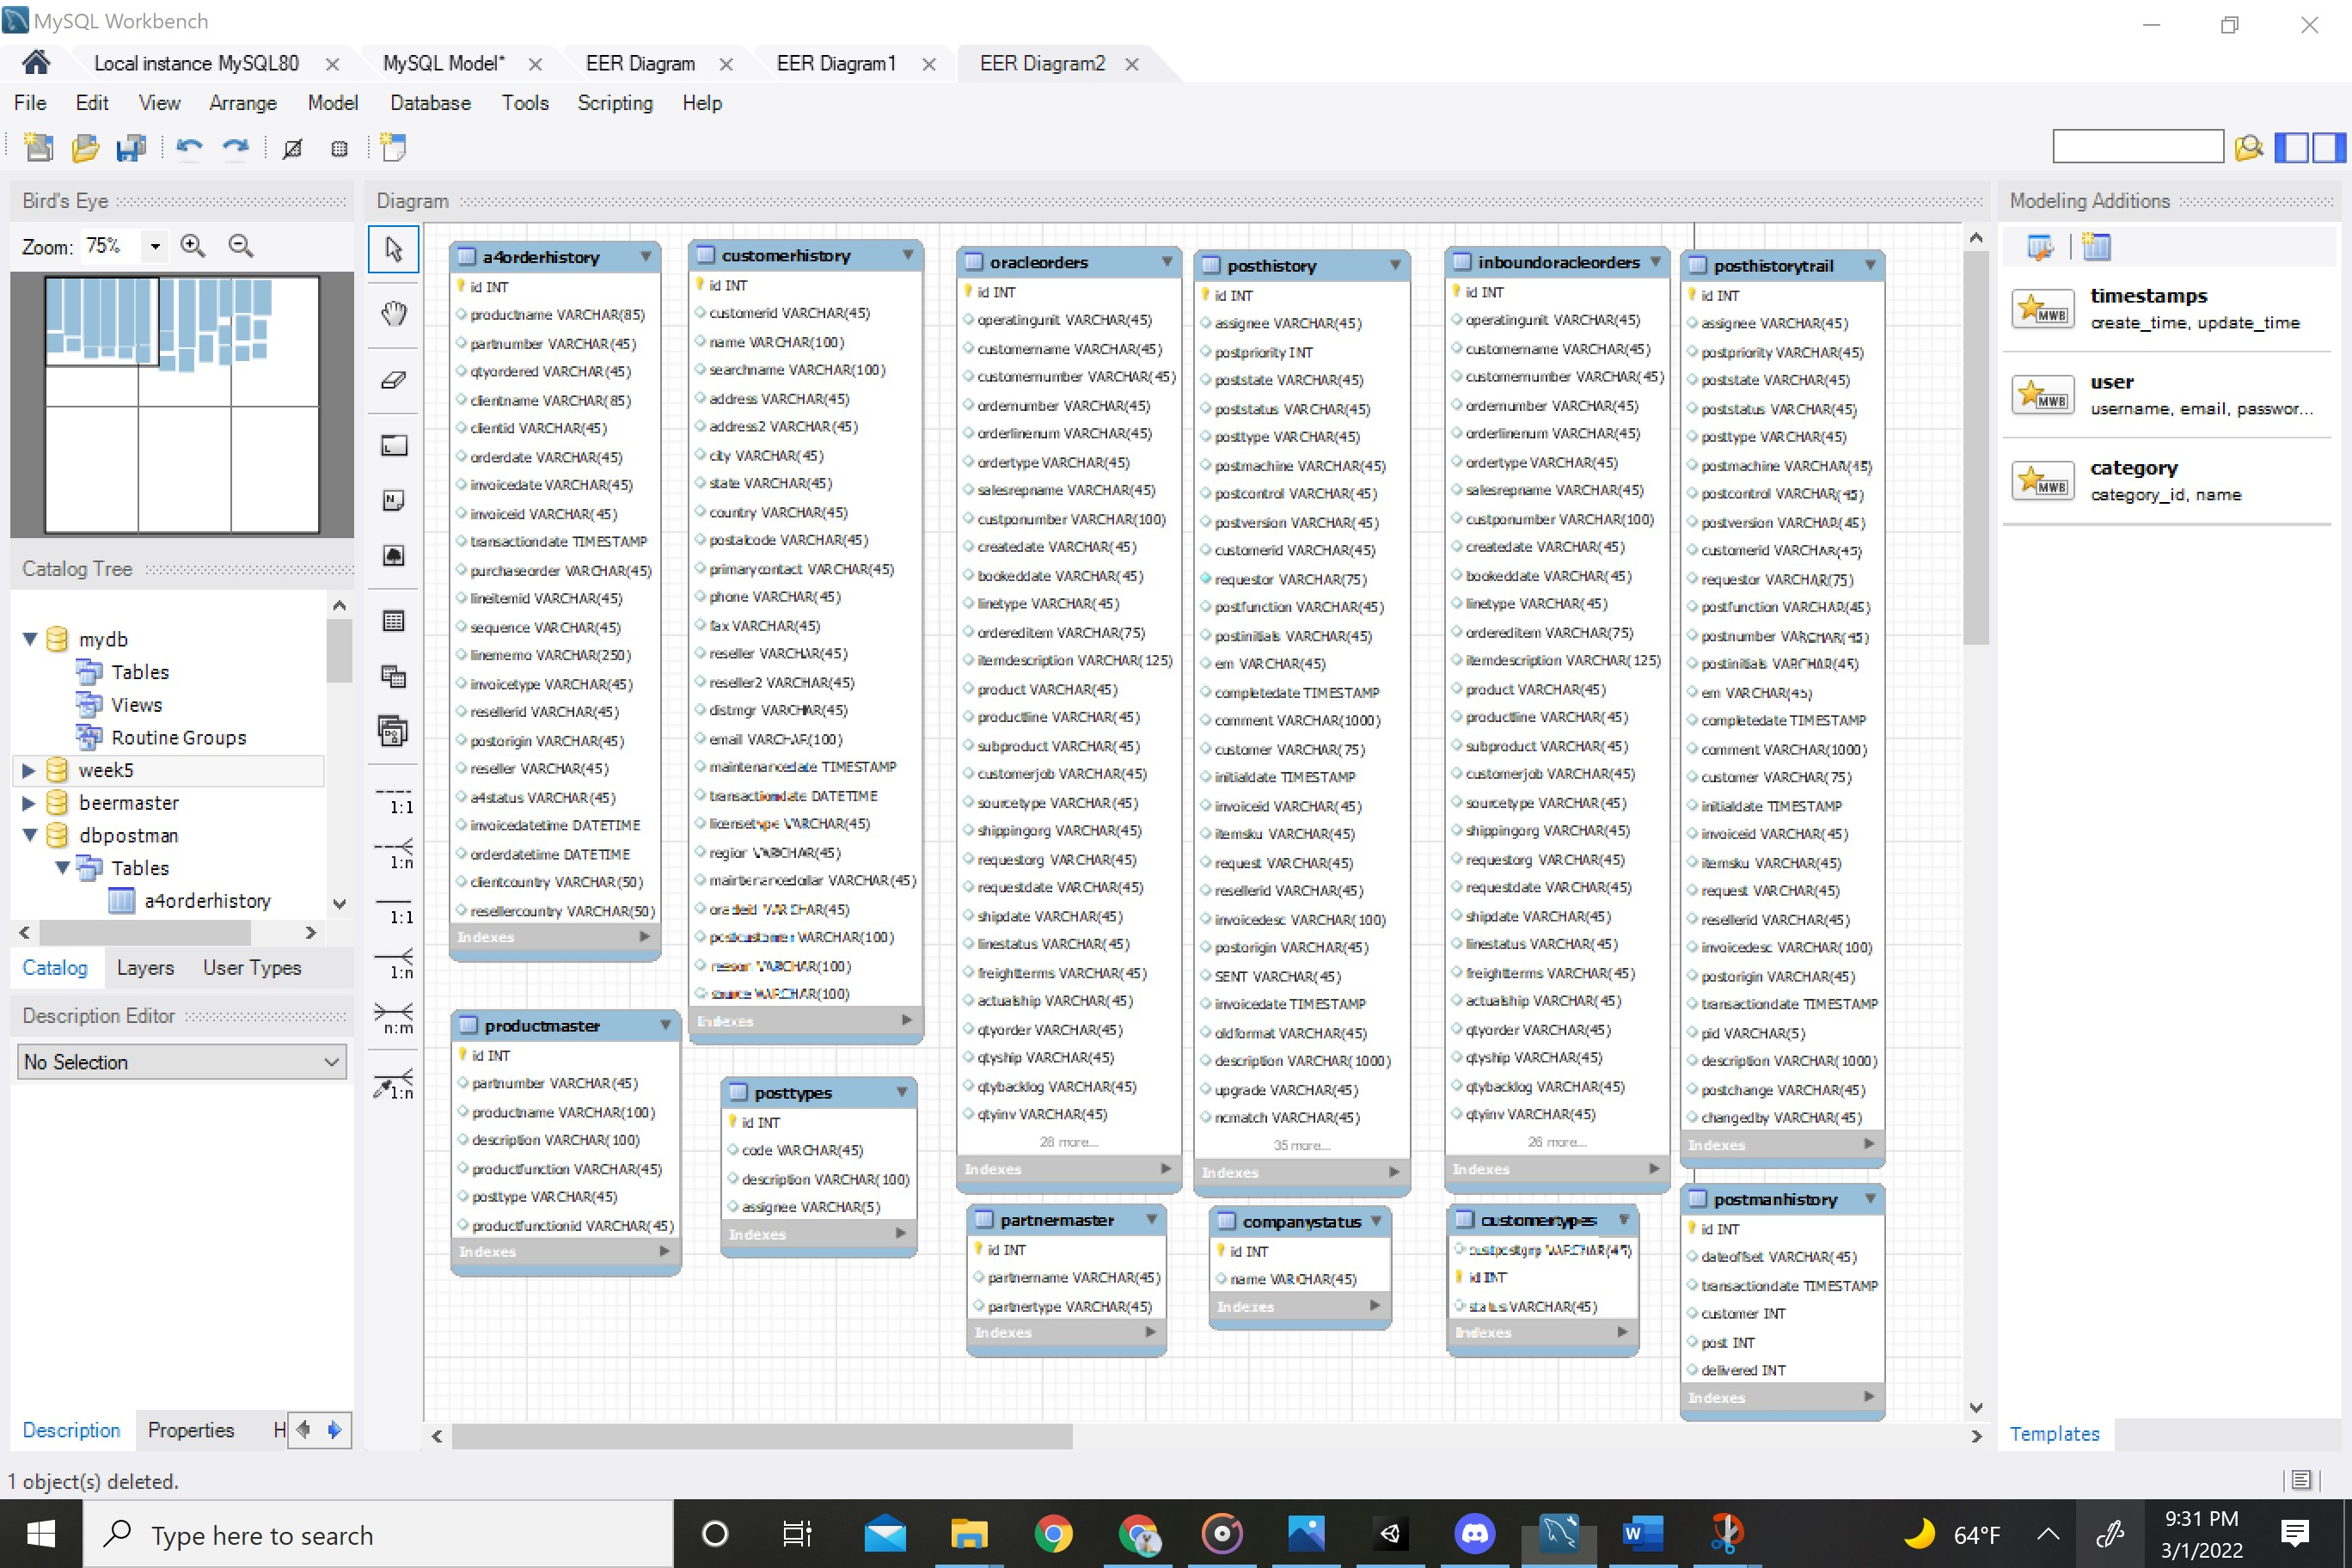 MySQL Workbench
Local instance MySQL80
MySQL Model*
EER Diagram
EER Diagram1
EER Diagram2
File Edit View Arrange Model Database Tools Scripting Help
Bird's Eye
Zoom: 75%
Catalog Tree
mydb
Tables
Views
Routine Groups
week5
beermaster
dbpostman
Tables
a4orderhistory
Catalog Layers User Types
Description Editor
No Selection
Description Properties H
1 object(s) deleted.
Diagram
1:1
1:n
1:1
1:n
n:m
1:n
a4orderhistory
id INT
productname VARCHAR(85)
partnumber VARCHAR(45)
qtyordered VARCHAR(45)
clientname VARCHAR(85)
clientid VARCHAR(45)
orderdate VARCHAR(45)
invoicedate VARCHAR(45)
invoiceid VARCHAR(45)
transactiondate TIMESTAMP
purchaseorder VARCHAR(45)
lineitemid VARCHAR(45)
sequence VARCHAR(45)
linememo VARCHAR(250)
invoicetype VARCHAR(45)
resellerid VARCHAR(45)
postorigin VARCHAR(45)
reseller VARCHAR(45)
a4status VARCHAR(45)
invoicedatetime DATETIME
orderdatetime DATETIME
clientcountry VARCHAR(50)
resellercountry VARCHAR(50)
Indexes
productmaster
id INT
partnumber VARCHAR(45)
productname VARCHAR(100)
description VARCHAR(100)
productfunction VARCHAR(45)
posttype VARCHAR(45)
productfunctionid VARCHAR(45)
Indexes
customerhistory
id INT
customerid VARCHAR(45)
name VARCHAR(100)
searchname VARCHAR(100)
address VARCHAR(45)
address2 VARCHAR(45)
city VARCHAR(45)
state VARCHAR(45)
country VARCHAR(45)
postalcode VARCHAR(45)
primarycontact VARCHAR(45)
phone VARCHAR(45)
fax VARCHAR(45)
reseller VARCHAR(45)
reseller2 VARCHAR(45)
distmgr VARCHAR(45)
email VARCHAR(100)
maintenancedate TIMESTAMP
transactiondate DATETIME
licensetype VARCHAR(45)
region VARCHAR(45)
maintenancedollar VARCHAR(45)
oracleid VARCHAR(45)
postcustomer VARCHAR(100)
reason VARCHAR(100)
source VARCHAR(100)
Indexes
posttypes
id INT
code VARCHAR(45)
description VARCHAR(100)
assignee VARCHAR(5)
Indexes
oracleorders
id INT
operatingunit VARCHAR(45)
customername VARCHAR(45)
customernumber VARCHAR(45)
ordernumber VARCHAR(45)
orderlinenum VARCHAR(45)
ordertype VARCHAR(45)
salesrepname VARCHAR(45)
custponumber VARCHAR(100)
createdate VARCHAR(45)
bookeddate VARCHAR(45)
linetype VARCHAR(45)
ordereditem VARCHAR(75)
itemdescription VARCHAR(125)
product VARCHAR(45)
productline VARCHAR(45)
subproduct VARCHAR(45)
customerjob VARCHAR(45)
sourcetype VARCHAR(45)
shippingorg VARCHAR(45)
requestorg VARCHAR(45)
requestdate VARCHAR(45)
shipdate VARCHAR(45)
linestatus VARCHAR(45)
freightterms VARCHAR(45)
actualship VARCHAR(45)
qtyorder VARCHAR(45)
qtyship VARCHAR(45)
qtybacklog VARCHAR(45)
qtyinv VARCHAR(45)
28 more...
Indexes
partnermaster
id INT
partnername VARCHAR(45)
partnertype VARCHAR(45)
Indexes
posthistory
id INT
assignee VARCHAR(45)
postpriority INT
poststate VARCHAR(45)
poststatus VARCHAR(45)
posttype VARCHAR(45)
postmachine VARCHAR(45)
postcontrol VARCHAR(45)
postversion VARCHAR(45)
customerid VARCHAR(45)
requestor VARCHAR(75)
postfunction VARCHAR(45)
postinitials VARCHAR(45)
em VARCHAR(45)
completedate TIMESTAMP
comment VARCHAR(1000)
customer VARCHAR(75)
initialdate TIMESTAMP
invoiceid VARCHAR(45)
itemsku VARCHAR(45)
request VARCHAR(45)
resellerid VARCHAR(45)
invoicedesc VARCHAR(100)
postorigin VARCHAR(45)
SENT VARCHAR(45)
invoicedate TIMESTAMP
oldformat VARCHAR(45)
description VARCHAR(1000)
upgrade VARCHAR(45)
ncmatch VARCHAR(45)
35 more...
Indexes
companystatus
id INT
name VARCHAR(45)
Indexes
inboundoracleorders
id INT
operatingunit VARCHAR(45)
customername VARCHAR(45)
customernumber VARCHAR(45)
ordernumber VARCHAR(45)
orderlinenum VARCHAR(45)
ordertype VARCHAR(45)
salesrepname VARCHAR(45)
custponumber VARCHAR(100)
createdate VARCHAR(45)
bookeddate VARCHAR(45)
linetype VARCHAR(45)
ordereditem VARCHAR(75)
itemdescription VARCHAR(125)
product VARCHAR(45)
productline VARCHAR(45)
subproduct VARCHAR(45)
customerjob VARCHAR(45)
sourcetype VARCHAR(45)
shippingorg VARCHAR(45)
requestorg VARCHAR(45)
requestdate VARCHAR(45)
shipdate VARCHAR(45)
linestatus VARCHAR(45)
freightterms VARCHAR(45)
actualship VARCHAR(45)
qtyorder VARCHAR(45)
qtyship VARCHAR(45)
qtybacklog VARCHAR(45)
qtyinv VARCHAR(45)
26 more...
Indexes
customertypes
VARCHAR(45)
id INT
status VARCHAR(45)
Indexes
posthistorytrail
id INT
assignee VARCHAR(45)
postpriority VARCHAR(45)
poststate VARCHAR(45)
poststatus VARCHAR(45)
posttype VARCHAR(45)
postmachine VARCHAR(45)
postcontrol VARCHAR(45)
postversion VARCHAR(45)
customerid VARCHAR(45)
requestor VARCHAR(75)
postfunction VARCHAR(45)
postnumber VARCHAR(45)
postinitials VARCHAR(45)
em VARCHAR(45)
completedate TIMESTAMP
comment VARCHAR(1000)
customer VARCHAR(75)
initialdate TIMESTAMP
invoiceid VARCHAR(45)
itemsku VARCHAR(45)
request VARCHAR(45)
resellerid VARCHAR(45)
invoicedesc VARCHAR(100)
postorigin VARCHAR(45)
transactiondate TIMESTAMP
pid VARCHAR(5)
description VARCHAR(1000)
postchange VARCHAR(45)
changedby VARCHAR(45)
Indexes
postmanhistory
id INT
dateoffset VARCHAR(45)
transactiondate TIMESTAMP
customer INT
post INT
delivered INT
Indexes
Modeling Additions
MWB
timestamps
create_time, update_time
MWB
user
username, email, passwor...
MWB
category
category_id, name
Templates
Type here to search
64°F
9:31 PM
3/1/2022